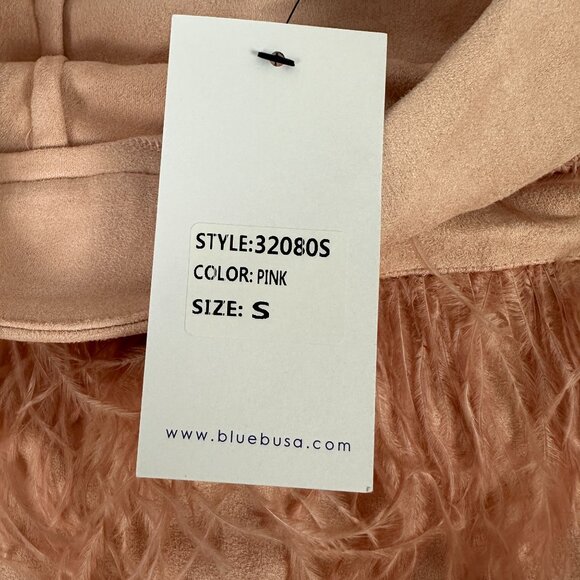 STYLE:32080S
COLOR: PINK
SIZE: S
www.bluebusa.com